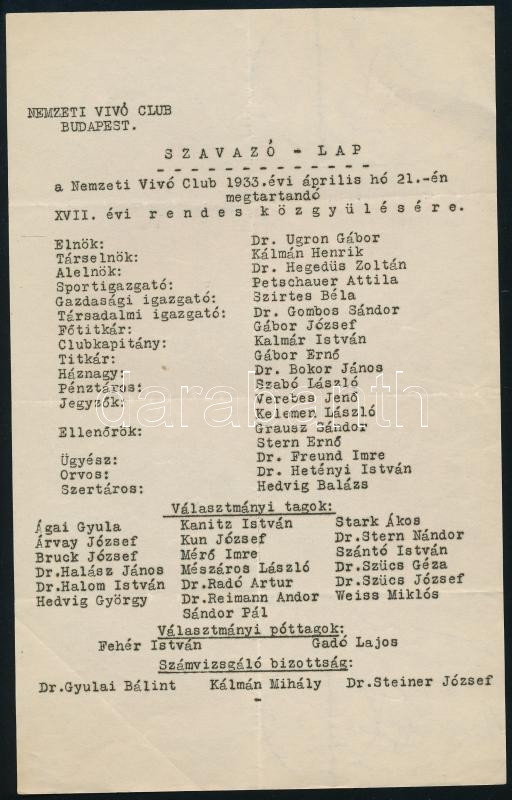 NEMZETI VIVÓ CLUB
BUDAPEST.
SZAVAZÓ - LAP
a Nemzeti Vivó Club 1933.évi április hó 21.-én
megtartandó
XVII. évi rendes közgyülésére.
Elnök: Dr. Ugron Gábor
Társelnök: Kálmán Henrik
Alelnök: Dr. Hegedüs Zoltán
Sportigazgató: Petschauer Attila
Gazdasági igazgató: Szirtes Béla
Társadalmi igazgató: Dr. Gombos Sándor
Főtitkár: Gábor József
Clubkapitány: Kalmár István
Titkár: Gábor Ernő
Háznagy: Dr. Bokor János
Pénztáros: Szabó László
Jegyzők: Verebes Jenő
Kelemen László
Ellenőrök: Grausz Sándor
Stern Ernő
Ügyész: Dr. Freund Imre
Orvos: Dr. Hetényi István
Szertáros: Hedvig Balázs
Választmányi tagok:
Ágai Gyula Kanitz István Stark Ákos
Árvay József Kun József Dr.Stern Nándor
Bruck József Mérő Imre Szántó István
Dr.Halász János Mészáros László Dr.Szücs Géza
Dr.Halom István Dr.Radó Artur Dr.Szücs József
Hedvig György Dr.Reimann Andor Weiss Miklós
Sándor Pál
Választmányi póttagok:
Fehér István Gadó Lajos
Számvizsgáló bizottság:
Dr.Gyulai Bálint Kálmán Mihály Dr.Steiner József
darabanth